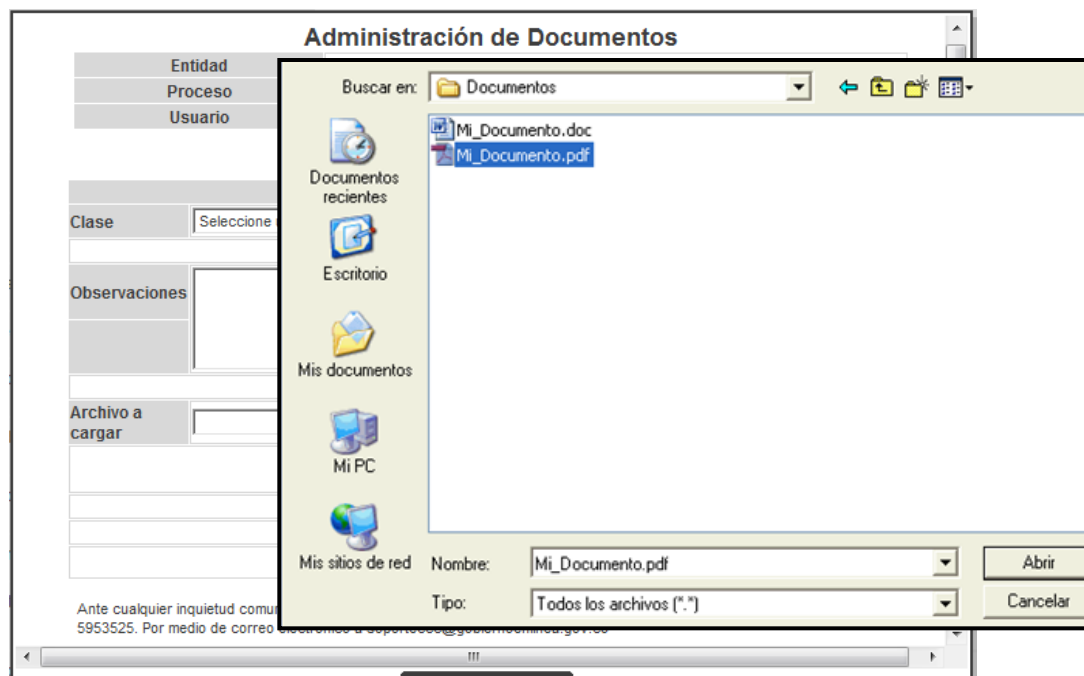 Administración de Documentos
Entidad
Proceso
Usuario
Clase
Seleccione
Observaciones
Archivo a
cargar
Ante cualquier inquietud
5953525. Por medio de correo
Buscar en:
Documentos
Mi_Documento.doc
Mi_Documento.pdf
Documentos
recientes
Escritorio
Mis documentos
Mi PC
Mis sitios de red
Nombre:
Mi_Documento.pdf
Abrir
Tipo:
Todos los archivos (*.*)
Cancelar